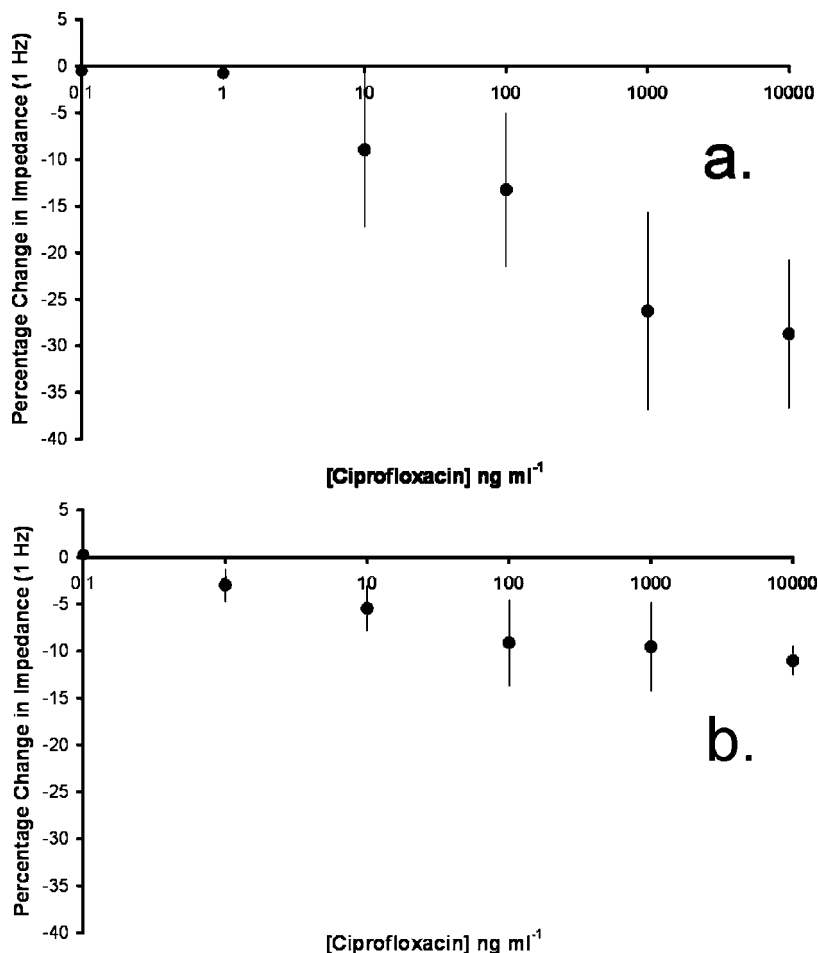 Percentage Change in Impedance (1 Hz)
5
0
-5
-10
-15
-20
-25
-30
-35
-40
0.1 1 10 100 1000 10000
a.
[Ciprofloxacin] ng ml⁻¹
Percentage Change in Impedance (1 Hz)
5
0
-5
-10
-15
-20
-25
-30
-35
-40
0.1 1 10 100 1000 10000
b.
[Ciprofloxacin] ng ml⁻¹